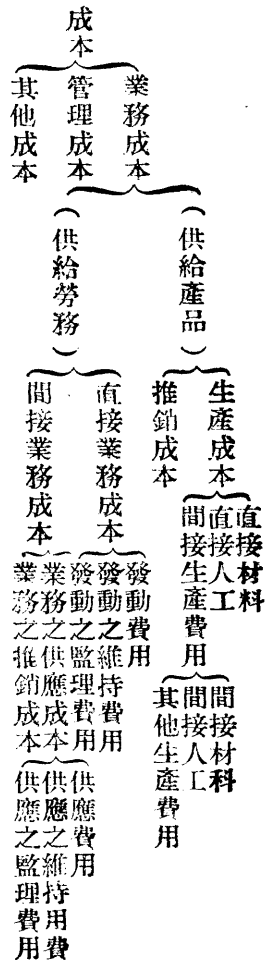 成本
業務成本
管理成本
其他成本
（供給產品）
（供給勞務）
生產成本
推銷成本
直接業務成本
間接業務成本
直接材料
直接人工
間接生產費用
發動費用
發動之維持費用
發動之監理費用
業務之供應成本
業務之推銷成本
間接材料
間接人工
其他生產費用
供應費用
供應之維持用費
供應之監理費用